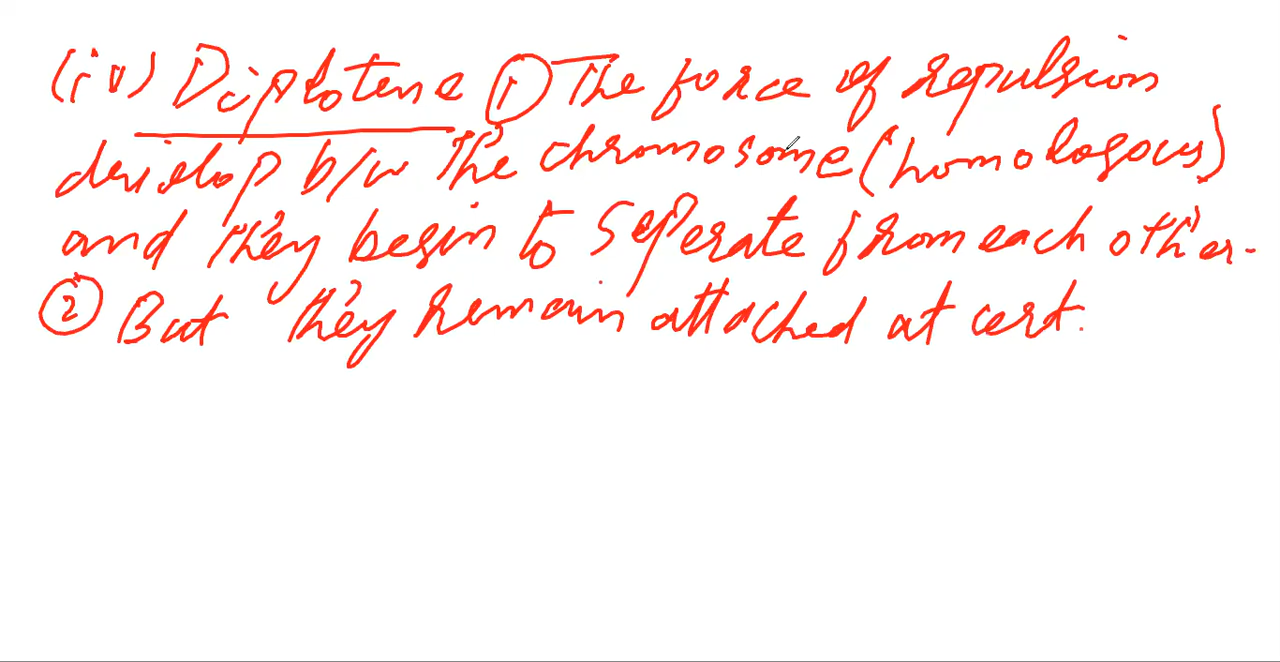 (iv) Diplotene ① The force of repulsion
develop b/w the chromosome (homologous)
and they begin to Seperate from each other.
② But they remain attached at cert.